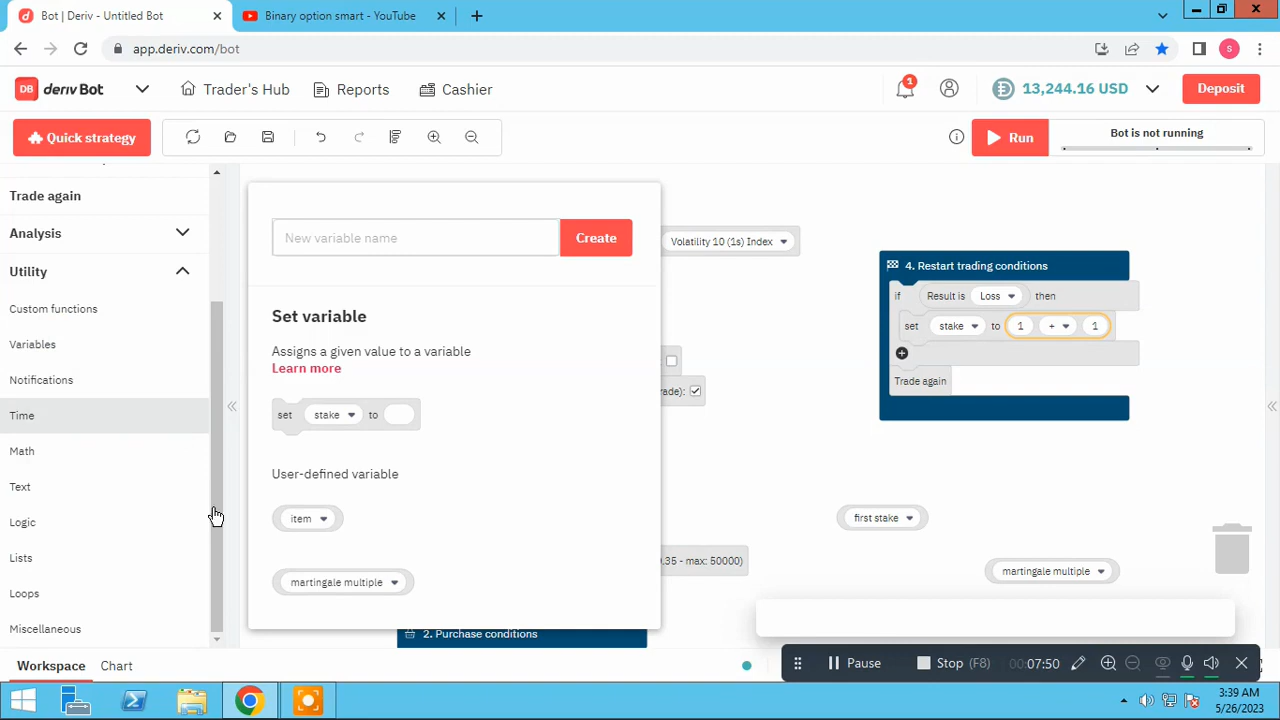 Deriv | Deriv - Untitled Bot
Binary option smart - YouTube
app.deriv.com/bot
S
DB deriv Bot
Trader's Hub
Reports
Cashier
1
13,244.16 USD
Deposit
Quick strategy
Run
Bot is not running
Trade again
Analysis
Utility
Custom functions
Variables
Notifications
Time
Math
Text
Logic
Lists
Loops
Miscellaneous
New variable name
Create
Set variable
Assigns a given value to a variable
Learn more
set stake to
User-defined variable
item
martingale multiple
Volatility 10 (1s) Index
rade):
0.35 - max: 50000)
2. Purchase conditions
4. Restart trading conditions
if Result is Loss then
set stake to 1 + 1
Trade again
first stake
martingale multiple
Workspace
Chart
Pause
Stop (F8)
00:07:50
3:39 AM
5/26/2023